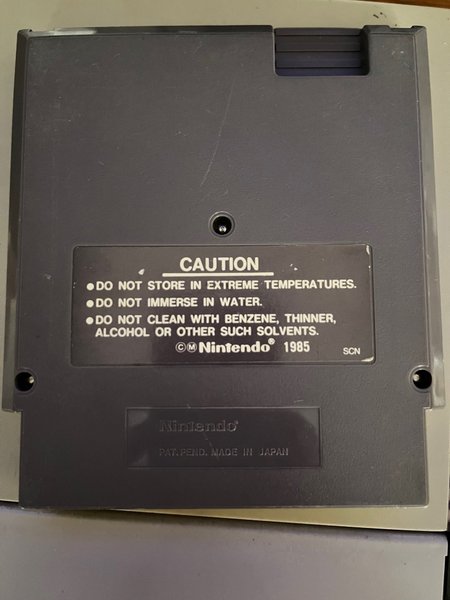 CAUTION
●DO NOT STORE IN EXTREME TEMPERATURES.
●DO NOT IMMERSE IN WATER.
●DO NOT CLEAN WITH BENZENE, THINNER,
ALCOHOL OR OTHER SUCH SOLVENTS.
©Ⓜ Nintendo® 1985 SCN
Nintendo®
PAT. PEND. MADE IN JAPAN